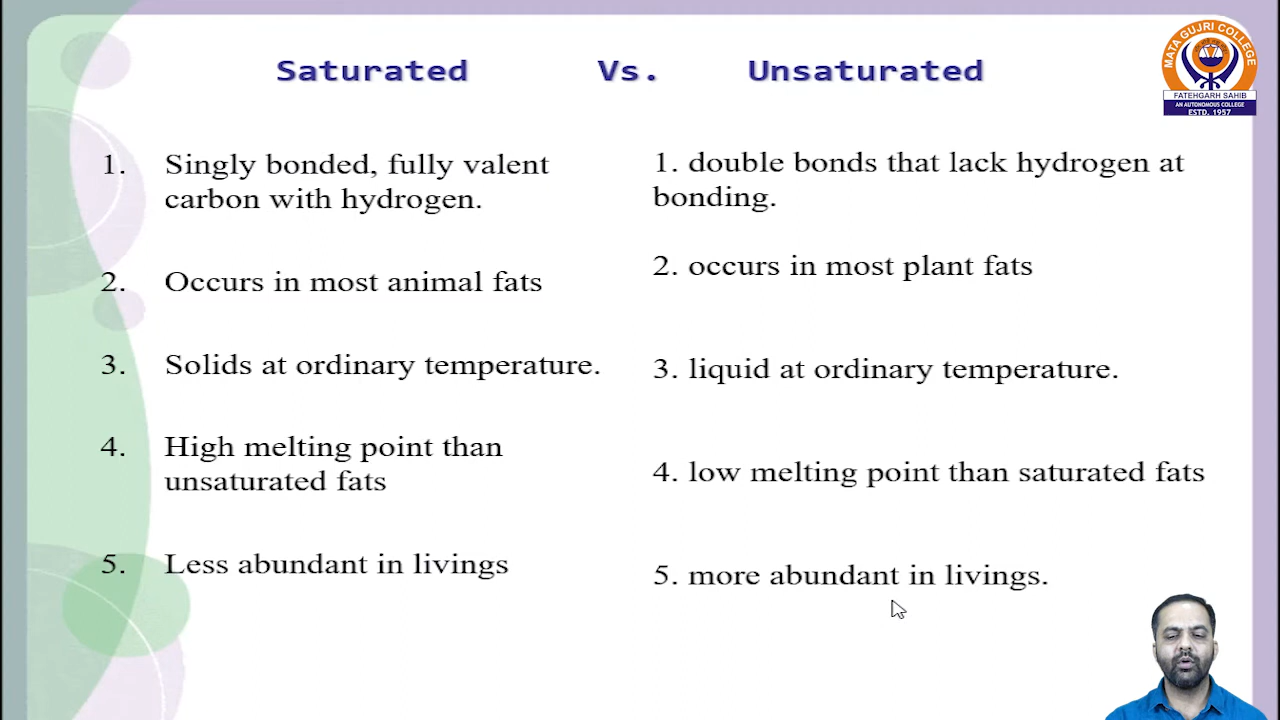 Saturated Vs. Unsaturated
MATA GUJRI COLLEGE
FATEHGARH SAHIB
AN AUTONOMOUS COLLEGE
ESTD. 1957
1. Singly bonded, fully valent
carbon with hydrogen.
2. Occurs in most animal fats
3. Solids at ordinary temperature.
4. High melting point than
unsaturated fats
5. Less abundant in livings
1. double bonds that lack hydrogen at
bonding.
2. occurs in most plant fats
3. liquid at ordinary temperature.
4. low melting point than saturated fats
5. more abundant in livings.